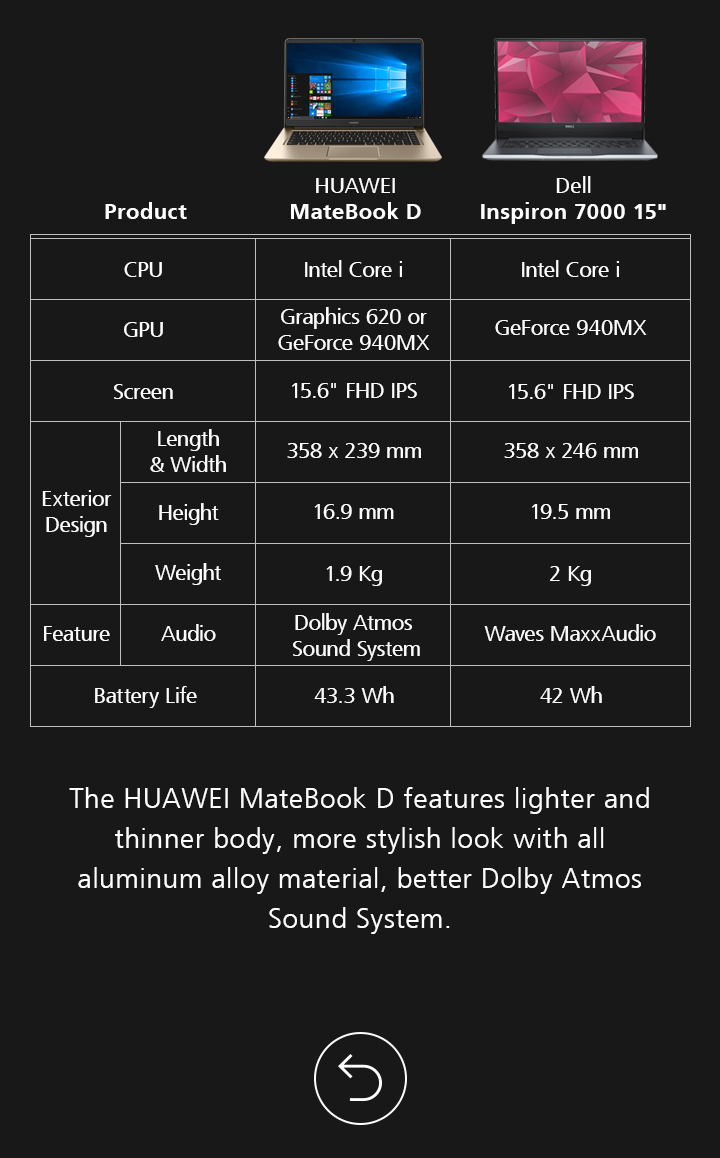 HUAWEI
MateBook D
Dell
Inspiron 7000 15"
Product
CPU
Intel Core i
Intel Core i
GPU
Graphics 620 or
GeForce 940MX
GeForce 940MX
Screen
15.6" FHD IPS
15.6" FHD IPS
Exterior
Design
Length
& Width
358 x 239 mm
358 x 246 mm
Height
16.9 mm
19.5 mm
Weight
1.9 Kg
2 Kg
Feature
Audio
Dolby Atmos
Sound System
Waves MaxxAudio
Battery Life
43.3 Wh
42 Wh
The HUAWEI MateBook D features lighter and
thinner body, more stylish look with all
aluminum alloy material, better Dolby Atmos
Sound System.